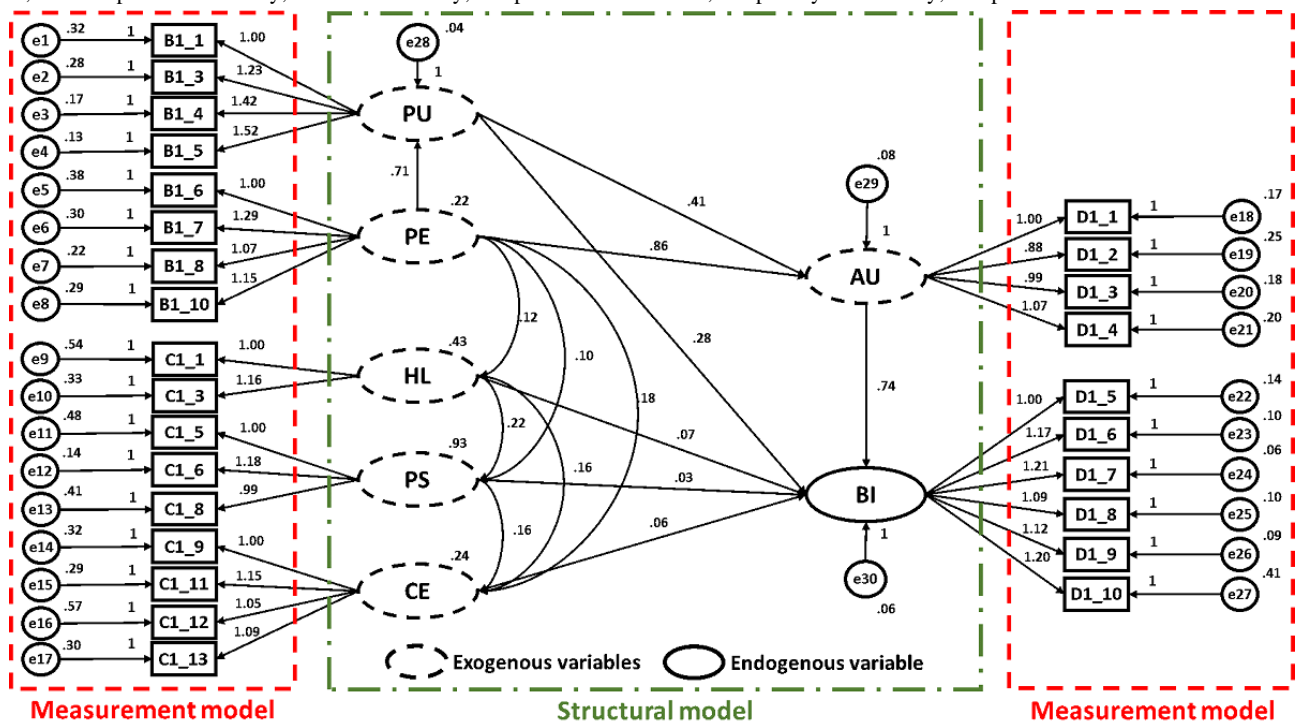 e1 .32 1 B1_1 1.00
e2 .28 1 B1_3 1.23
e3 .17 1 B1_4 1.42
e4 .13 1 B1_5 1.52
e5 .38 1 B1_6 1.00
e6 .30 1 B1_7 1.29
e7 .22 1 B1_8 1.07
e8 .29 1 B1_10 1.15
e9 .54 1 C1_1 1.00
e10 .33 1 C1_3 1.16
e11 .48 1 C1_5 1.00
e12 .14 1 C1_6 1.18
e13 .41 1 C1_8 .99
e14 .32 1 C1_9 1.00
e15 .29 1 C1_11 1.15
e16 .57 1 C1_12 1.05
e17 .30 1 C1_13 1.09
e28 .04
1
PU
.71
PE .22
HL .43
PS .93
CE .24
.12
.10
.18
.22
.16
.16
.41
.86
.28
.07
.03
.06
e29 .08
1
AU
.74
BI
1
e30 .06
1.00 D1_1 1 e18 .17
.88 D1_2 1 e19 .25
.99 D1_3 1 e20 .18
1.07 D1_4 1 e21 .20
1.00 D1_5 1 e22 .14
1.17 D1_6 1 e23 .10
1.21 D1_7 1 e24 .06
1.09 D1_8 1 e25 .10
1.12 D1_9 1 e26 .09
1.20 D1_10 1 e27 .41
Exogenous variables
Endogenous variable
Measurement model
Structural model
Measurement model